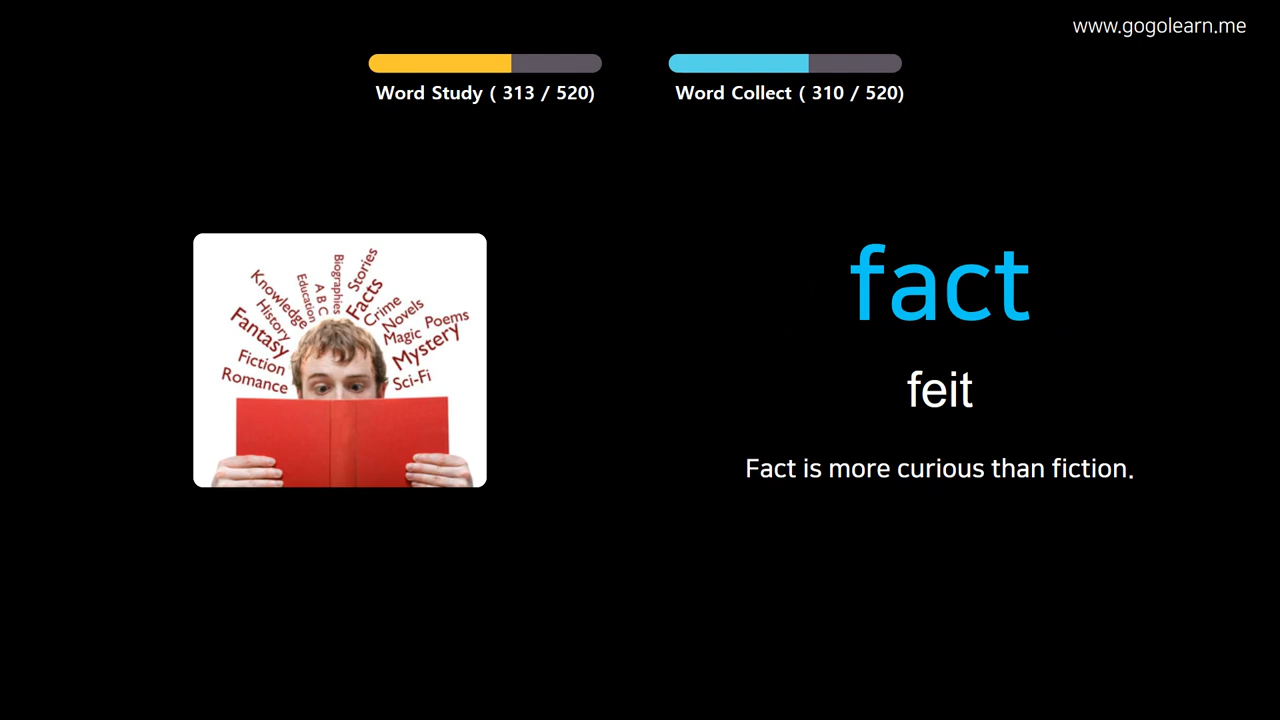 www.gogolearn.me
Word Study ( 313 / 520)
Word Collect ( 310 / 520)
Stories
Biographies
Facts
Education
A B C
Knowledge
Crime
History
Novels
Poems
Fantasy
Magic
Mystery
Fiction
Romance
Sci-Fi
fact
feit
Fact is more curious than fiction.